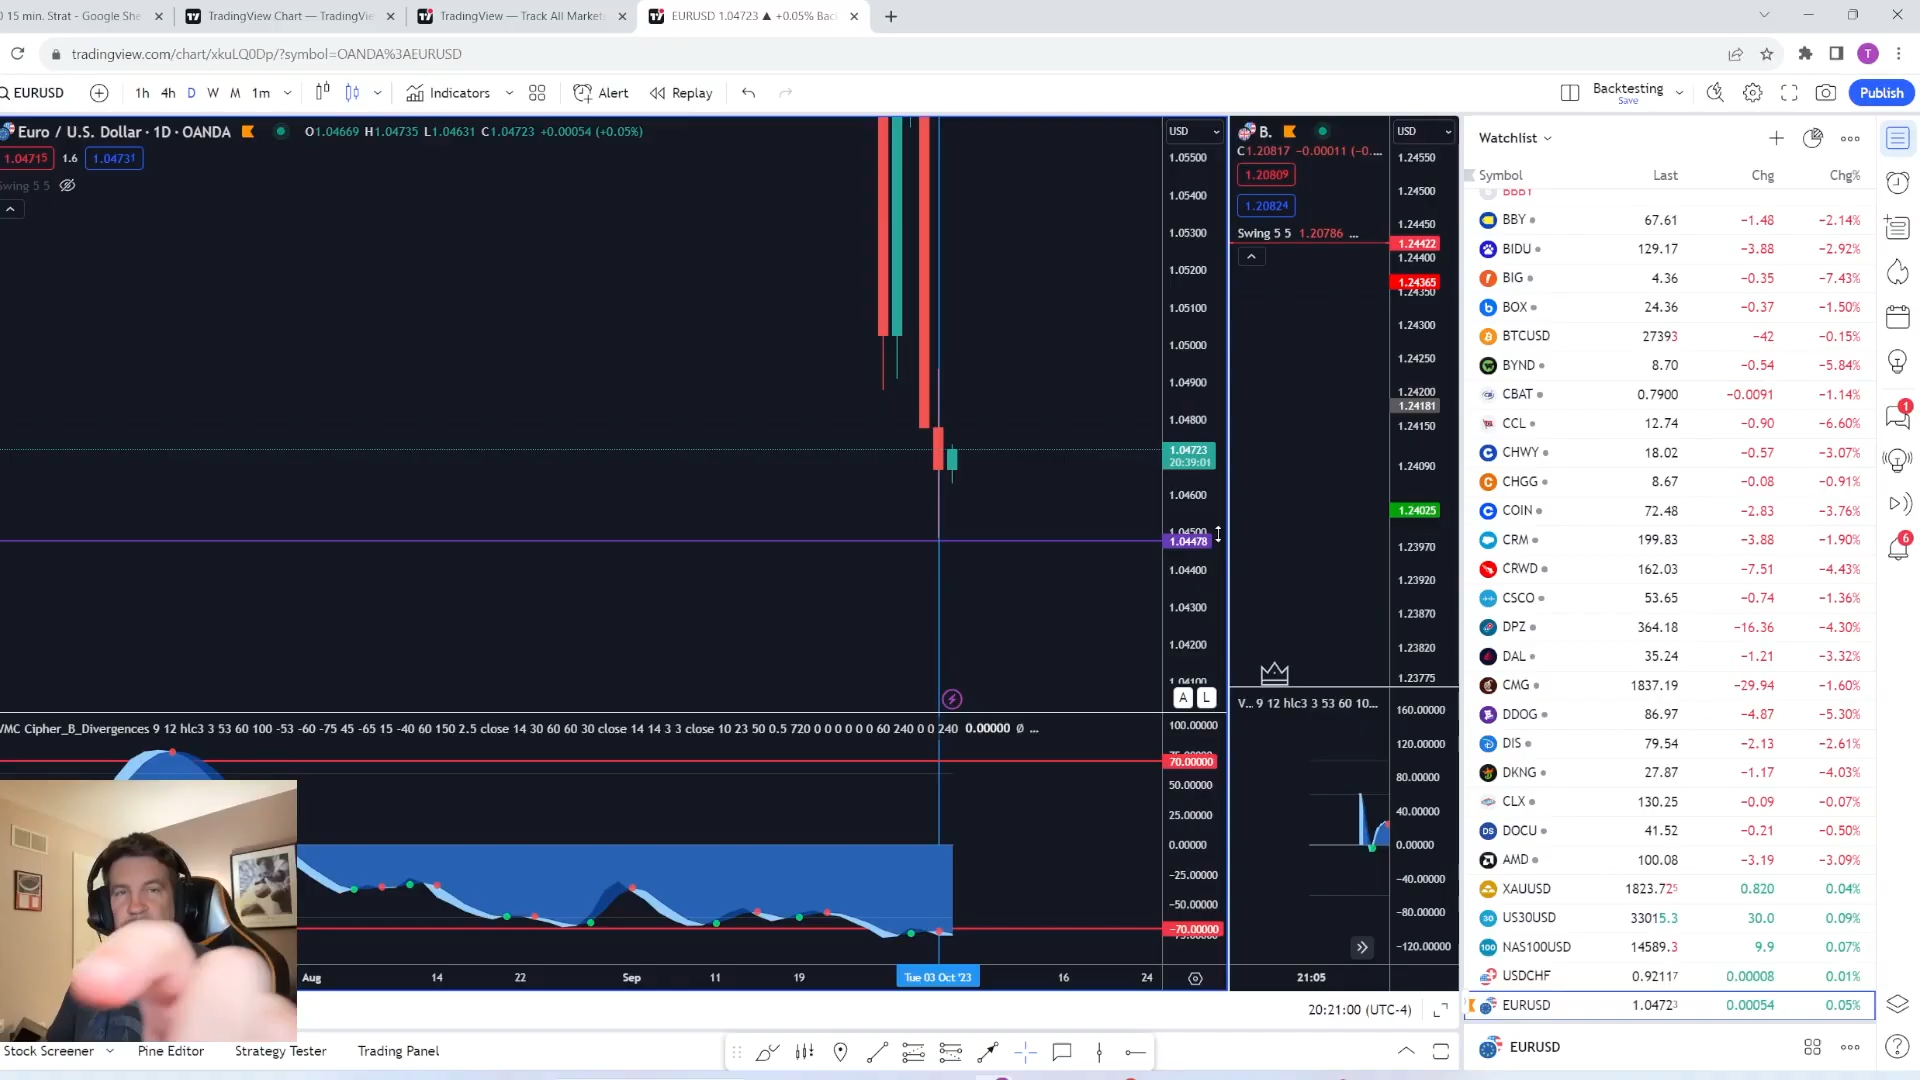 0 15 min. Strat - Google She
TradingView Chart — TradingVie
TradingView — Track All Market
EURUSD 1.04723 ▲ +0.05% Bac
tradingview.com/chart/xkuLQ0Dp/?symbol=OANDA%3AEURUSD
T
EURUSD 1h 4h D W M 1m Indicators Alert Replay
Backtesting
Save
Publish
Euro / U.S. Dollar · 1D · OANDA O1.04669 H1.04735 L1.04631 C1.04723 +0.00054 (+0.05%)
1.04715 1.6 1.04731
Swing 5 5
USD
1.05500
1.05400
1.05300
1.05200
1.05100
1.05000
1.04900
1.04800
1.04723
20:39:01
1.04600
1.04500
1.04478
1.04400
1.04300
1.04200
1.04100
A L
VMC Cipher_B_Divergences 9 12 hlc3 3 53 60 100 -53 -60 -75 45 -65 15 -40 60 150 2.5 close 14 30 60 60 30 close 14 14 3 3 close 10 23 50 0.5 720 0 0 0 0 0 0 60 240 0 0 240 0.00000 Ø ...
100.00000
70.00000
50.00000
25.00000
0.00000
−25.00000
−50.00000
−70.00000
Aug 14 22 Sep 11 19 Tue 03 Oct '23 16 24
B.
C1.20817 −0.00011 (−0....
1.20809
1.20824
Swing 5 5 1.20786 ...
USD
1.24550
1.24500
1.24450
1.24422
1.24400
1.24365
1.24350
1.24300
1.24250
1.24200
1.24181
1.24150
1.24090
1.24025
1.23970
1.23920
1.23870
1.23820
1.23775
V... 9 12 hlc3 3 53 60 10...
160.00000
120.00000
80.00000
40.00000
0.00000
−40.00000
−80.00000
−120.00000
21:05
20:21:00 (UTC-4)
Watchlist
Symbol Last Chg Chg%
BBBY
BBY 67.61 −1.48 −2.14%
BIDU 129.17 −3.88 −2.92%
BIG 4.36 −0.35 −7.43%
BOX 24.36 −0.37 −1.50%
BTCUSD 27393 −42 −0.15%
BYND 8.70 −0.54 −5.84%
CBAT 0.7900 −0.0091 −1.14%
CCL 12.74 −0.90 −6.60%
CHWY 18.02 −0.57 −3.07%
CHGG 8.67 −0.08 −0.91%
COIN 72.48 −2.83 −3.76%
CRM 199.83 −3.88 −1.90%
CRWD 162.03 −7.51 −4.43%
CSCO 53.65 −0.74 −1.36%
DPZ 364.18 −16.36 −4.30%
DAL 35.24 −1.21 −3.32%
CMG 1837.19 −29.94 −1.60%
DDOG 86.97 −4.87 −5.30%
DIS 79.54 −2.13 −2.61%
DKNG 27.87 −1.17 −4.03%
CLX 130.25 −0.09 −0.07%
DOCU 41.52 −0.21 −0.50%
AMD 100.08 −3.19 −3.09%
XAUUSD 1823.725 0.820 0.04%
US30USD 33015.3 30.0 0.09%
NAS100USD 14589.3 9.9 0.07%
USDCHF 0.92117 0.00008 0.01%
EURUSD 1.04723 0.00054 0.05%
EURUSD
1
6
Stock Screener Pine Editor Strategy Tester Trading Panel